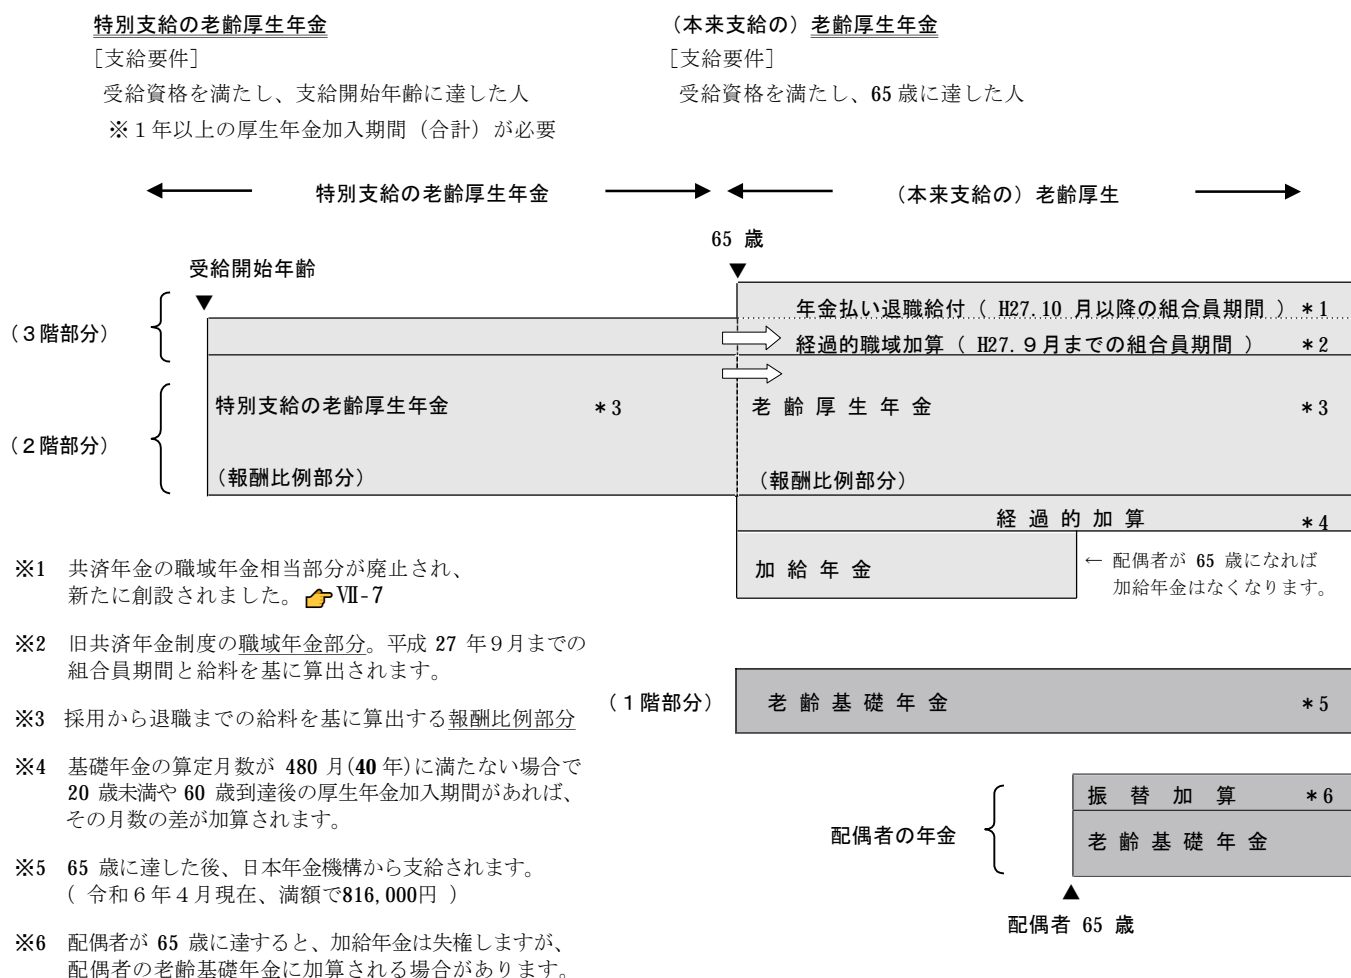 特別支給の老齢厚生年金
［支給要件］
受給資格を満たし、支給開始年齢に達した人
※１年以上の厚生年金加入期間（合計）が必要
（本来支給の）老齢厚生年金
［支給要件］
受給資格を満たし、65 歳に達した人
特別支給の老齢厚生年金
（本来支給の）老齢厚生
65 歳
▼
受給開始年齢
▼
（３階部分）
年金払い退職給付（ H27.10 月以降の組合員期間 ）＊1
経過的職域加算（ H27.９月までの組合員期間 ） ＊2
（２階部分）
特別支給の老齢厚生年金 ＊3
（報酬比例部分）
老 齢 厚 生 年 金 ＊3
（報酬比例部分）
経 過 的 加 算 ＊4
加 給 年 金
← 配偶者が 65 歳になれば
加給年金はなくなります。
（１階部分）
老 齢 基 礎 年 金 ＊5
配偶者の年金
振 替 加 算 ＊6
老 齢 基 礎 年 金
▲
配偶者 65 歳
※1 共済年金の職域年金相当部分が廃止され、
新たに創設されました。👉Ⅶ-7
※2 旧共済年金制度の職域年金部分。平成 27 年９月までの
組合員期間と給料を基に算出されます。
※3 採用から退職までの給料を基に算出する報酬比例部分
※4 基礎年金の算定月数が 480 月(40 年)に満たない場合で
20 歳未満や 60 歳到達後の厚生年金加入期間があれば、
その月数の差が加算されます。
※5 65 歳に達した後、日本年金機構から支給されます。
（ 令和６年４月現在、満額で816,000円 ）
※6 配偶者が 65 歳に達すると、加給年金は失権しますが、
配偶者の老齢基礎年金に加算される場合があります。